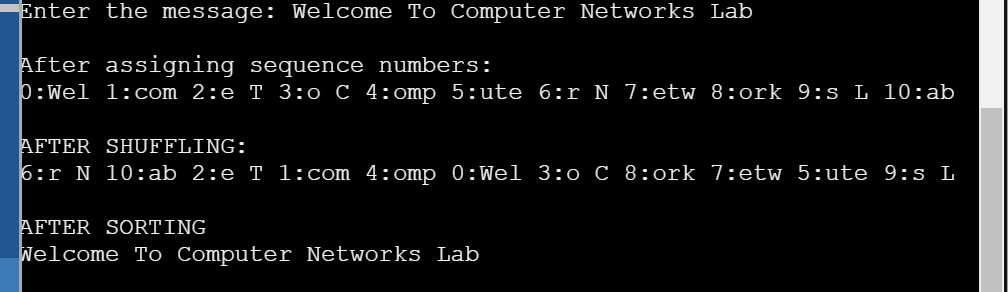 Enter the message: Welcome To Computer Networks Lab
After assigning sequence numbers:
0:Wel 1:com 2:e T 3:o C 4:omp 5:ute 6:r N 7:etw 8:ork 9:s L 10:ab
AFTER SHUFFLING:
6:r N 10:ab 2:e T 1:com 4:omp 0:Wel 3:o C 8:ork 7:etw 5:ute 9:s L
AFTER SORTING
Welcome To Computer Networks Lab